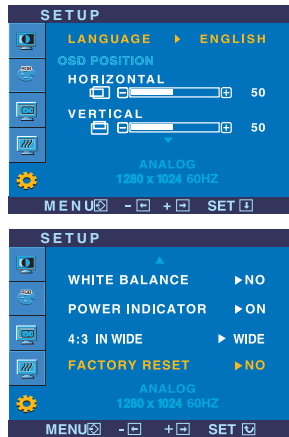 SETUP
LANGUAGE ENGLISH
OSD POSITION
HORIZONTAL
50
VERTICAL
50
ANALOG
1280 x 1024 60HZ
MENU - + SET
SETUP
WHITE BALANCE NO
POWER INDICATOR ON
4:3 IN WIDE WIDE
FACTORY RESET NO
ANALOG
1280 x 1024 60HZ
MENU - + SET